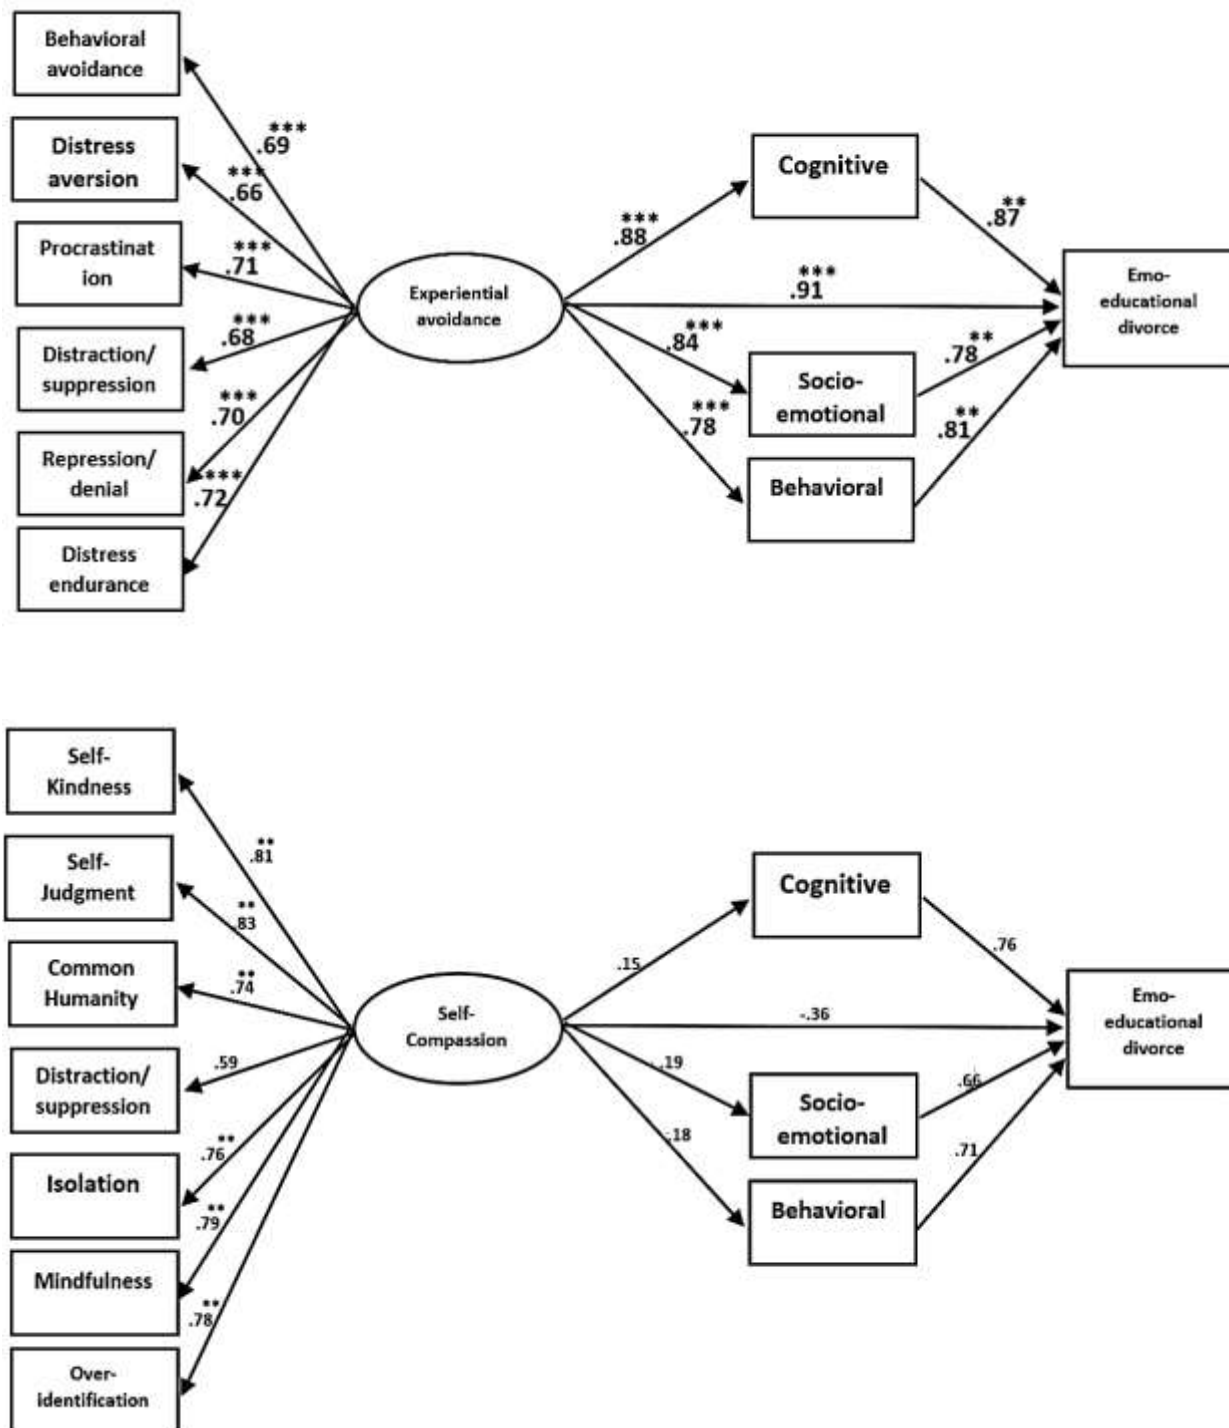 Behavioral
avoidance
***
.69
Distress
aversion
***
.66
Procrastinat
ion
***
.71
Distraction/
suppression
***
.68
Repression/
denial
***
.70
Distress
endurance
***
.72
Experiential
avoidance
***
.88
***
.91
***
.84
***
.78
Cognitive
Socio-
emotional
Behavioral
**
.87
**
.78
**
.81
Emo-
educational
divorce
Self-
Kindness
**
.81
Self-
Judgment
**
.83
Common
Humanity
**
.74
Distraction/
suppression
.59
Isolation
**
.76
Mindfulness
**
.79
Over-
identification
**
.78
Self-
Compassion
.15
-.36
.19
.18
Cognitive
Socio-
emotional
Behavioral
.76
.66
.71
Emo-
educational
divorce